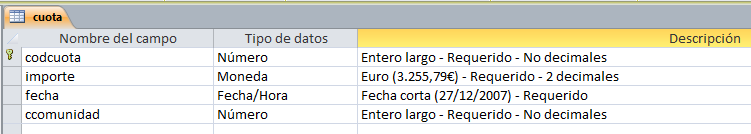 cuota
Nombre del campo Tipo de datos Descripción
codcuota Número Entero largo - Requerido - No decimales
importe Moneda Euro (3.255,79€) - Requerido - 2 decimales
fecha Fecha/Hora Fecha corta (27/12/2007) - Requerido
ccomunidad Número Entero largo - Requerido - No decimales